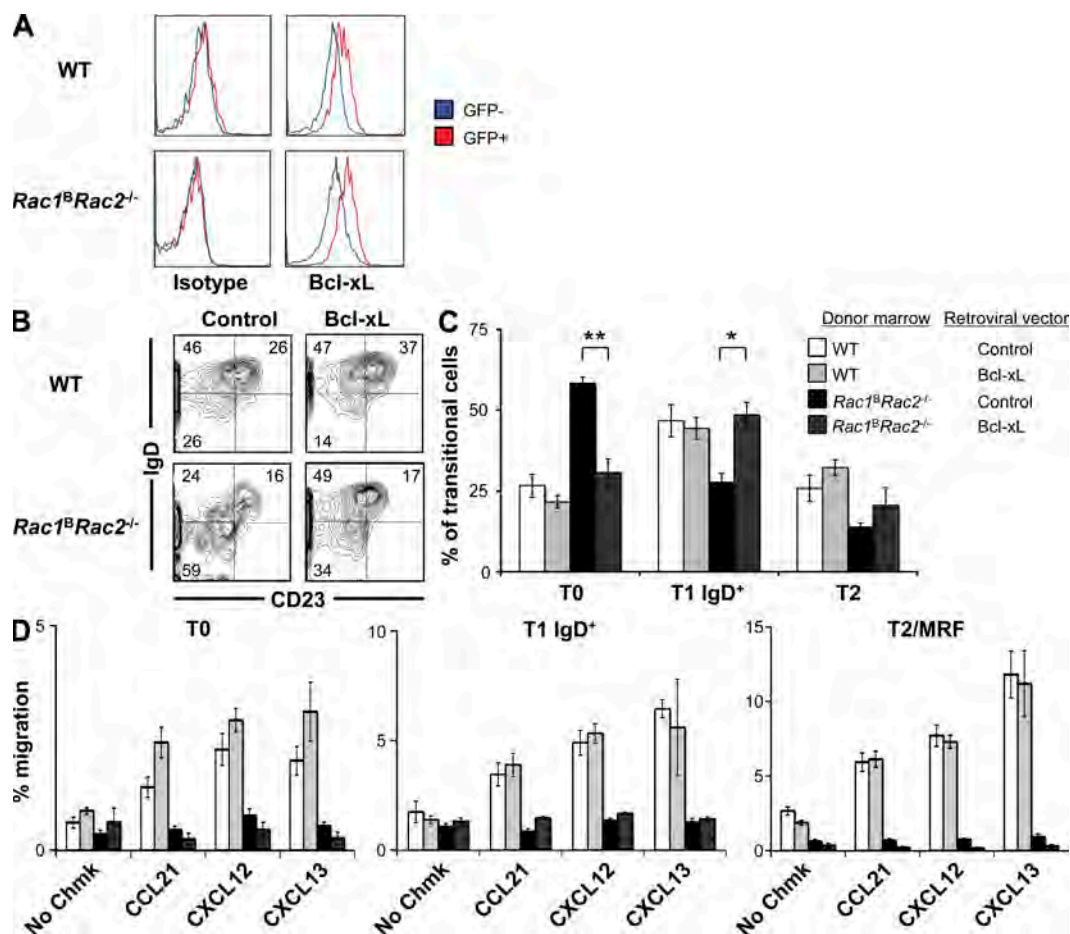 A
WT
GFP-
GFP+
Rac1ᴮRac2⁻/⁻
Isotype
Bcl-xL
B
Control
Bcl-xL
WT
46
26
26
47
37
14
IgD
Rac1ᴮRac2⁻/⁻
24
16
59
49
17
34
CD23
C
% of transitional cells
75
50
25
0
**
*
T0
T1 IgD⁺
T2
Donor marrow Retroviral vector
WT Control
WT Bcl-xL
Rac1ᴮRac2⁻/⁻ Control
Rac1ᴮRac2⁻/⁻ Bcl-xL
D
% migration
T0
5
0
No Chmk
CCL21
CXCL12
CXCL13
T1 IgD⁺
10
5
0
No Chmk
CCL21
CXCL12
CXCL13
T2/MRF
15
10
5
0
No Chmk
CCL21
CXCL12
CXCL13